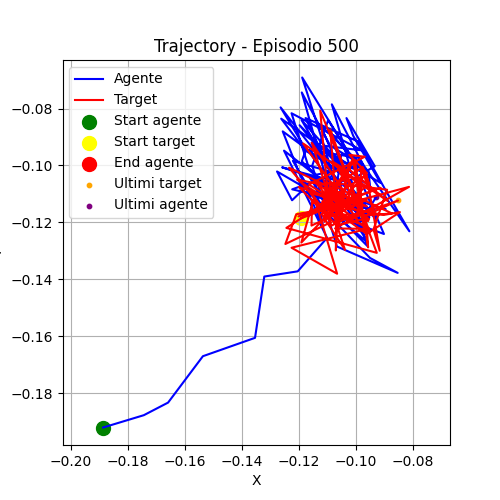 Trajectory - Episodio 500
Agente
Target
Start agente
Start target
End agente
Ultimi target
Ultimi agente
−0.08
−0.10
−0.12
−0.14
−0.16
−0.18
−0.20 −0.18 −0.16 −0.14 −0.12 −0.10 −0.08
X